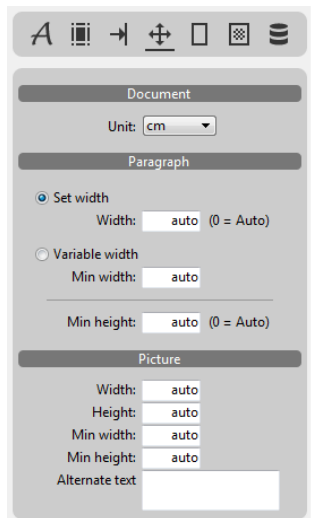 A
Document
Unit: cm
Paragraph
Set width
Width: auto (0 = Auto)
Variable width
Min width: auto
Min height: auto (0 = Auto)
Picture
Width: auto
Height: auto
Min width: auto
Min height: auto
Alternate text